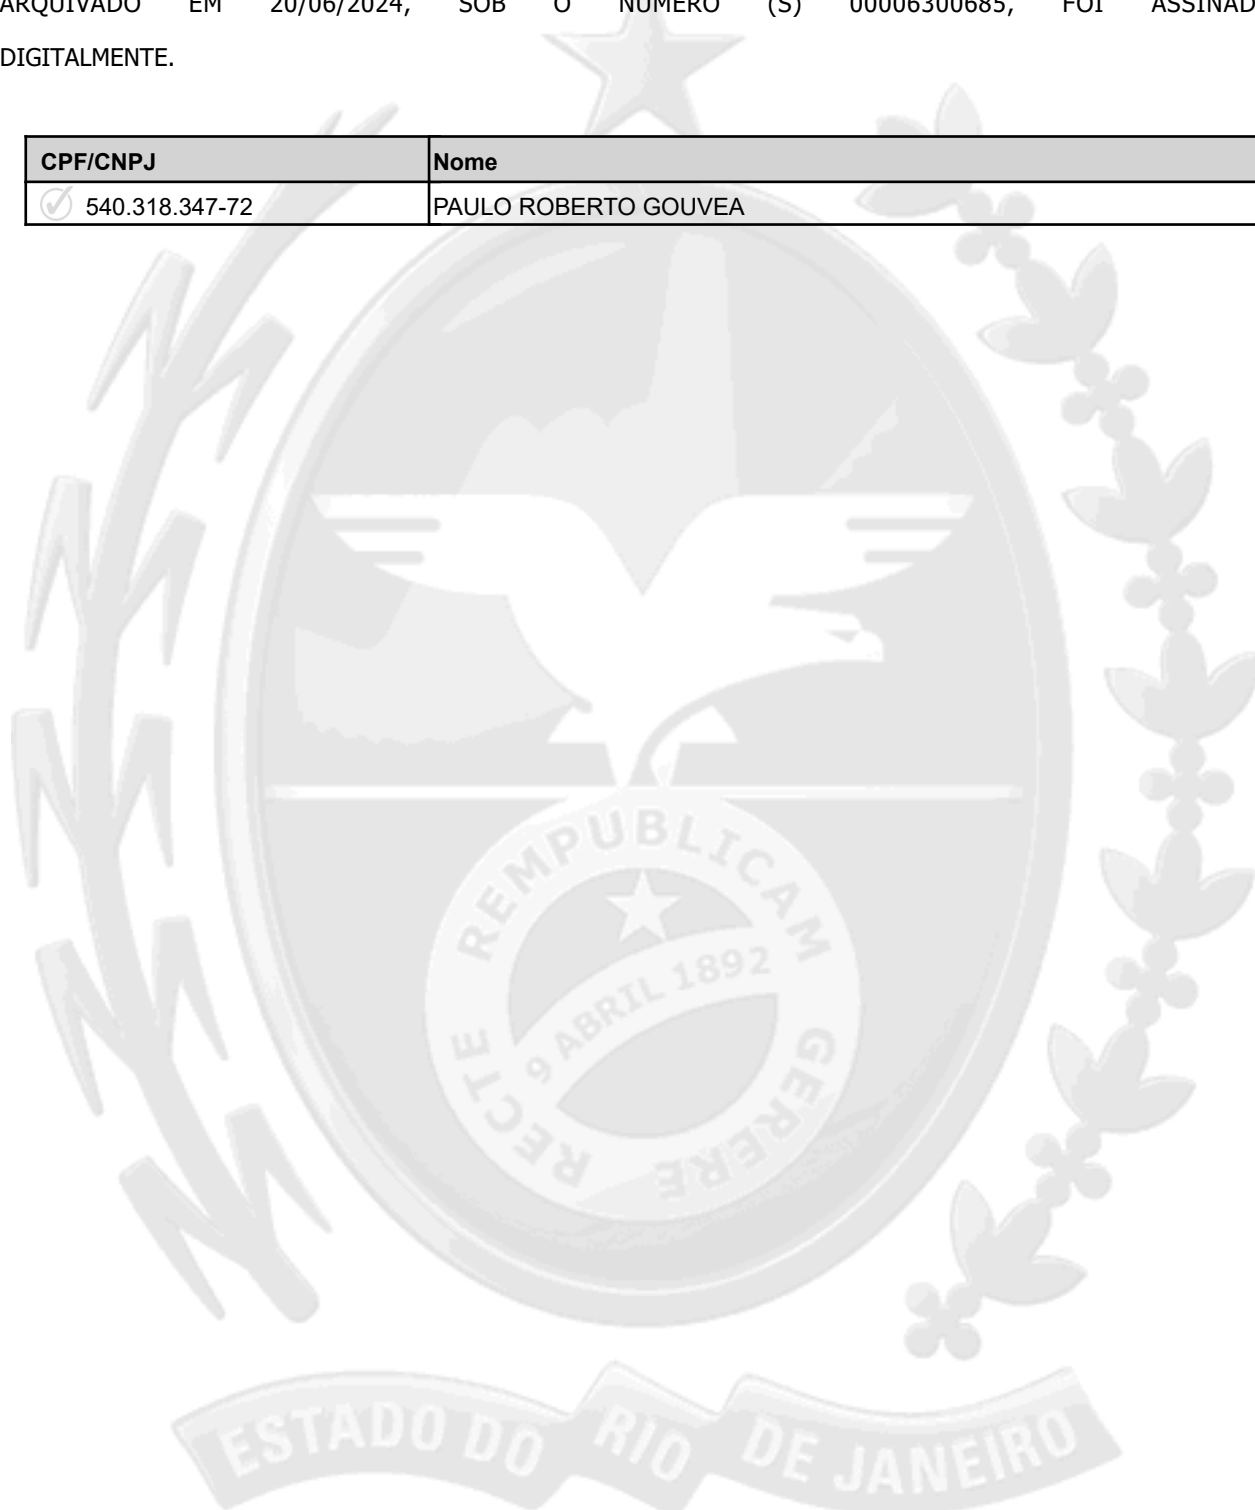 ARQUIVADO EM 20/06/2024, SOB O NÚMERO (S) 00006300685, FOI ASSINAD
DIGITALMENTE.
CPF/CNPJ Nome
540.318.347-72 PAULO ROBERTO GOUVEA
RECTE REMPUBLICAM GERERE
9 ABRIL 1892
ESTADO DO RIO DE JANEIRO